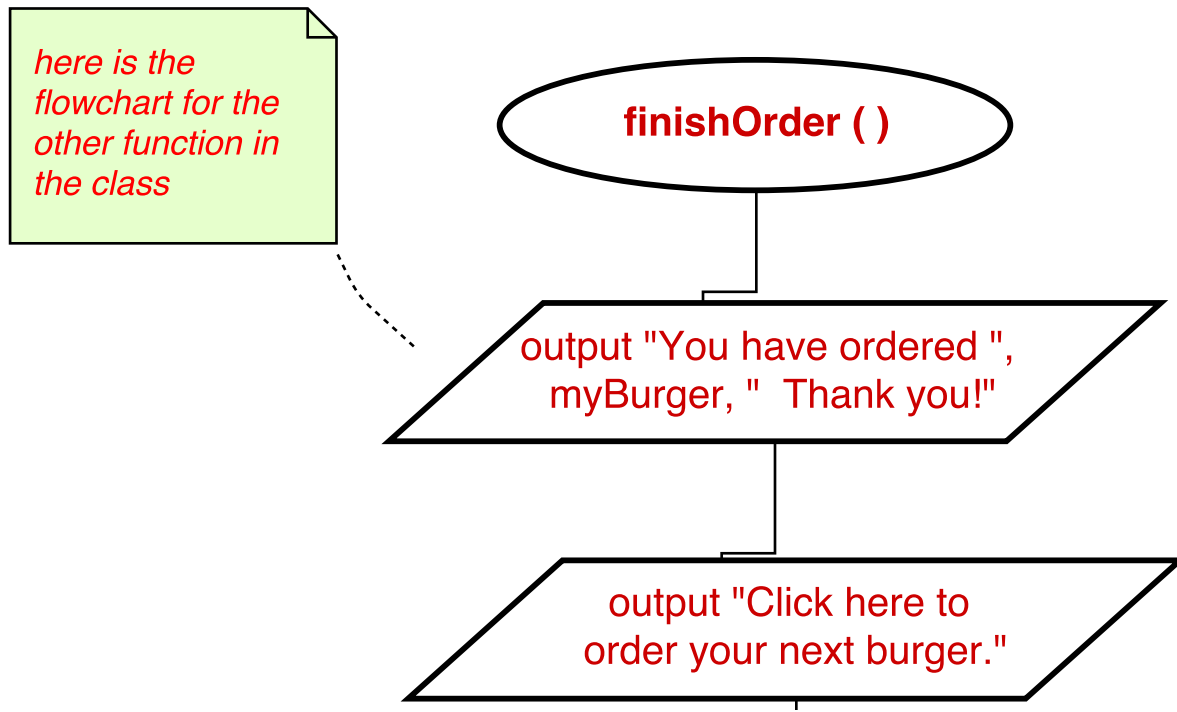 here is the
flowchart for the
other function in
the class
finishOrder ( )
output "You have ordered ",
myBurger, "  Thank you!"
output "Click here to
order your next burger."